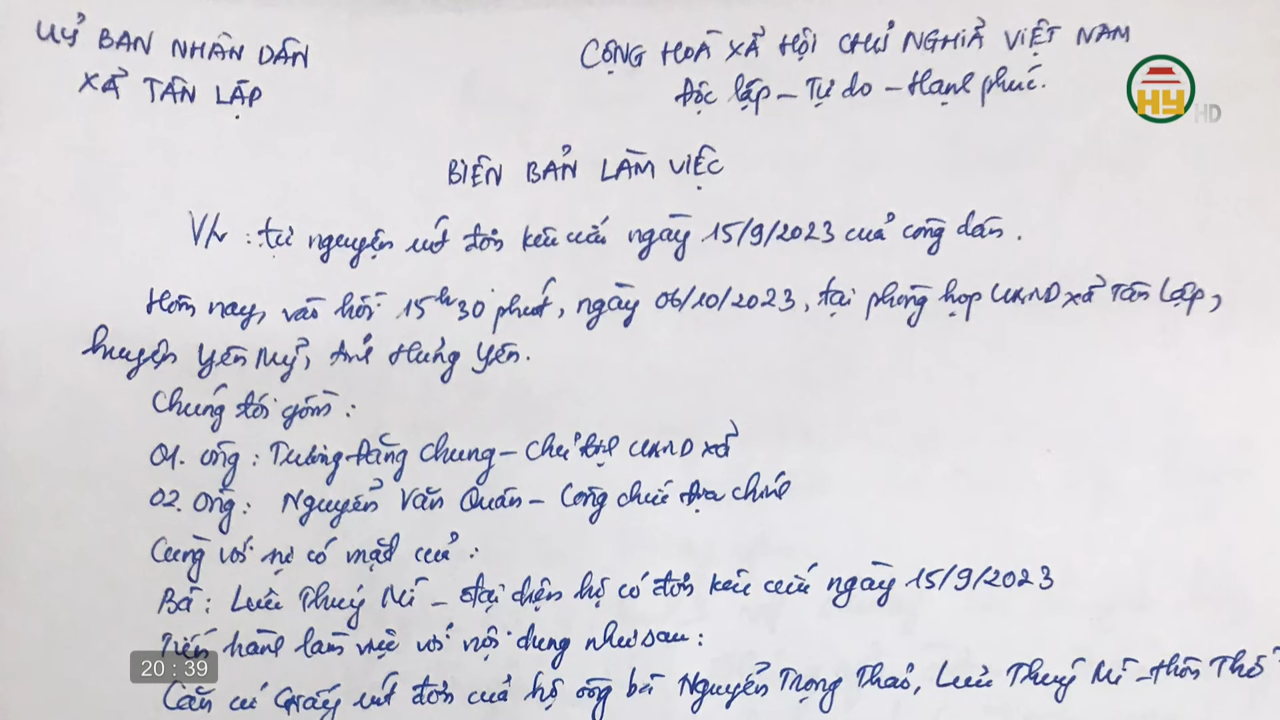 UỶ BAN NHÂN DÂN
XÃ TÂN LẬP
CỘNG HOÀ XÃ HỘI CHỦ NGHĨA VIỆT NAM
Độc lập - Tự do - Hạnh phúc.
HY HD
BIÊN BẢN LÀM VIỆC
V/v : tự nguyện rút đơn kêu cứu ngày 15/9/2023 của công dân.
Hôm nay, vào hồi 15h30 phút, ngày 06/10/2023, tại phòng họp UBND xã Tân Lập,
huyện Yên Mỹ, tỉnh Hưng Yên.
Chúng tôi gồm :
01. Ông : Trương Đăng Chung - Chủ tịch UBND xã
02. Ông : Nguyễn Văn Quân - Công chức địa chính
Cùng với sự có mặt của :
Bà : Lưu Thuý Mì - đại diện hộ có đơn kêu cứu ngày 15/9/2023
Tiến hành làm việc với nội dung như sau :
20 : 39
Căn cứ Giấy rút đơn của hộ ông bà Nguyễn Trọng Thảo, Lưu Thuý Mì - thôn Thổ